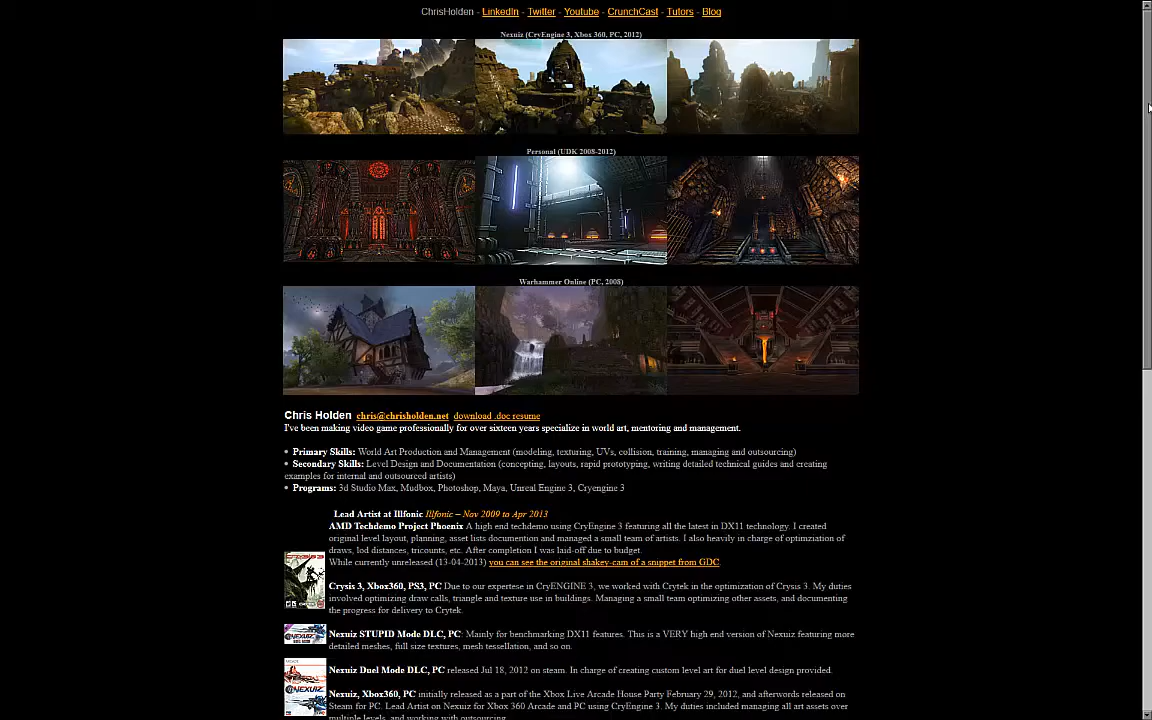 ChrisHolden - LinkedIn - Twitter - Youtube - CrunchCast - Tutors - Blog
Nexuiz (CryEngine 3, Xbox 360, PC, 2012)
Personal (UDK 2008-2012)
Warhammer Online (PC, 2008)
Chris Holden chris@chrisholden.net download .doc resume
I've been making video game professionally for over sixteen years specialize in world art, mentoring and management.
• Primary Skills: World Art Production and Management (modeling, texturing, UVs, collision, training, managing and outsourcing)
• Secondary Skills: Level Design and Documentation (concepting, layouts, rapid prototyping, writing detailed technical guides and creating
examples for internal and outsourced artists)
• Programs: 3d Studio Max, Mudbox, Photoshop, Maya, Unreal Engine 3, Cryengine 3
Lead Artist at Illfonic Illfonic – Nov 2009 to Apr 2013
AMD Techdemo Project Phoenix A high end techdemo using CryEngine 3 featuring all the latest in DX11 technology. I created
original level layout, planning, asset lists documention and managed a small team of artists. I also heavily in charge of optimziation of
draws, lod distances, tricounts, etc. After completion I was laid-off due to budget.
While currently unreleased (13-04-2013) you can see the original shakey-cam of a snippet from GDC.
Crysis 3, Xbox360, PS3, PC Due to our expertese in CryENGINE 3, we worked with Crytek in the optimization of Crysis 3. My duties
involved optimizing draw calls, triangle and texture use in buildings. Managing a small team optimizing other assets, and documenting
the progress for delivery to Crytek.
Nexuiz STUPID Mode DLC, PC: Mainly for benchmarking DX11 features. This is a VERY high end version of Nexuiz featuring more
detailed meshes, full size textures, mesh tessellation, and so on.
Nexuiz Duel Mode DLC, PC released Jul 18, 2012 on steam. In charge of creating custom level art for duel level design provided.
NEXUIZ
Nexuiz, Xbox360, PC initially released as a part of the Xbox Live Arcade House Party February 29, 2012, and afterwords released on
Steam for PC. Lead Artist on Nexuiz for Xbox 360 Arcade and PC using CryEngine 3. My duties included managing all art assets over
multiple levels, and working with outsourcing.